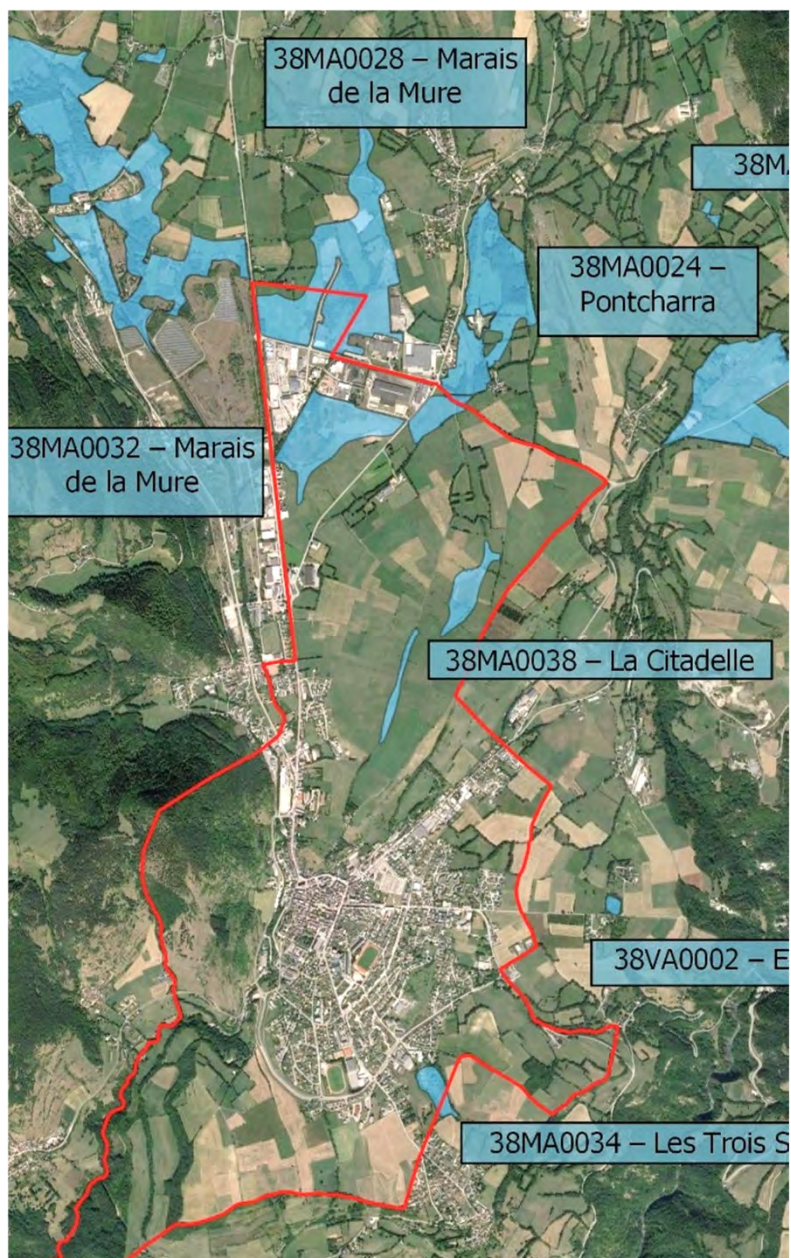 38MA0028 – Marais
de la Mure
38MA0024 –
Pontcharra
38MA0032 – Marais
de la Mure
38MA0038 – La Citadelle
38VA0002 –
38MA0034 – Les Trois